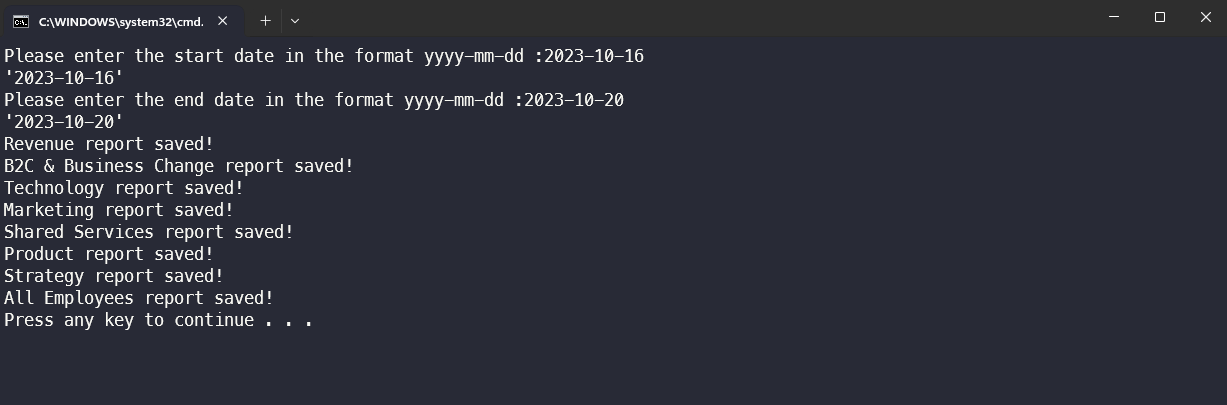 C:\WINDOWS\system32\cmd.
Please enter the start date in the format yyyy-mm-dd :2023-10-16
'2023-10-16'
Please enter the end date in the format yyyy-mm-dd :2023-10-20
'2023-10-20'
Revenue report saved!
B2C & Business Change report saved!
Technology report saved!
Marketing report saved!
Shared Services report saved!
Product report saved!
Strategy report saved!
All Employees report saved!
Press any key to continue . . .